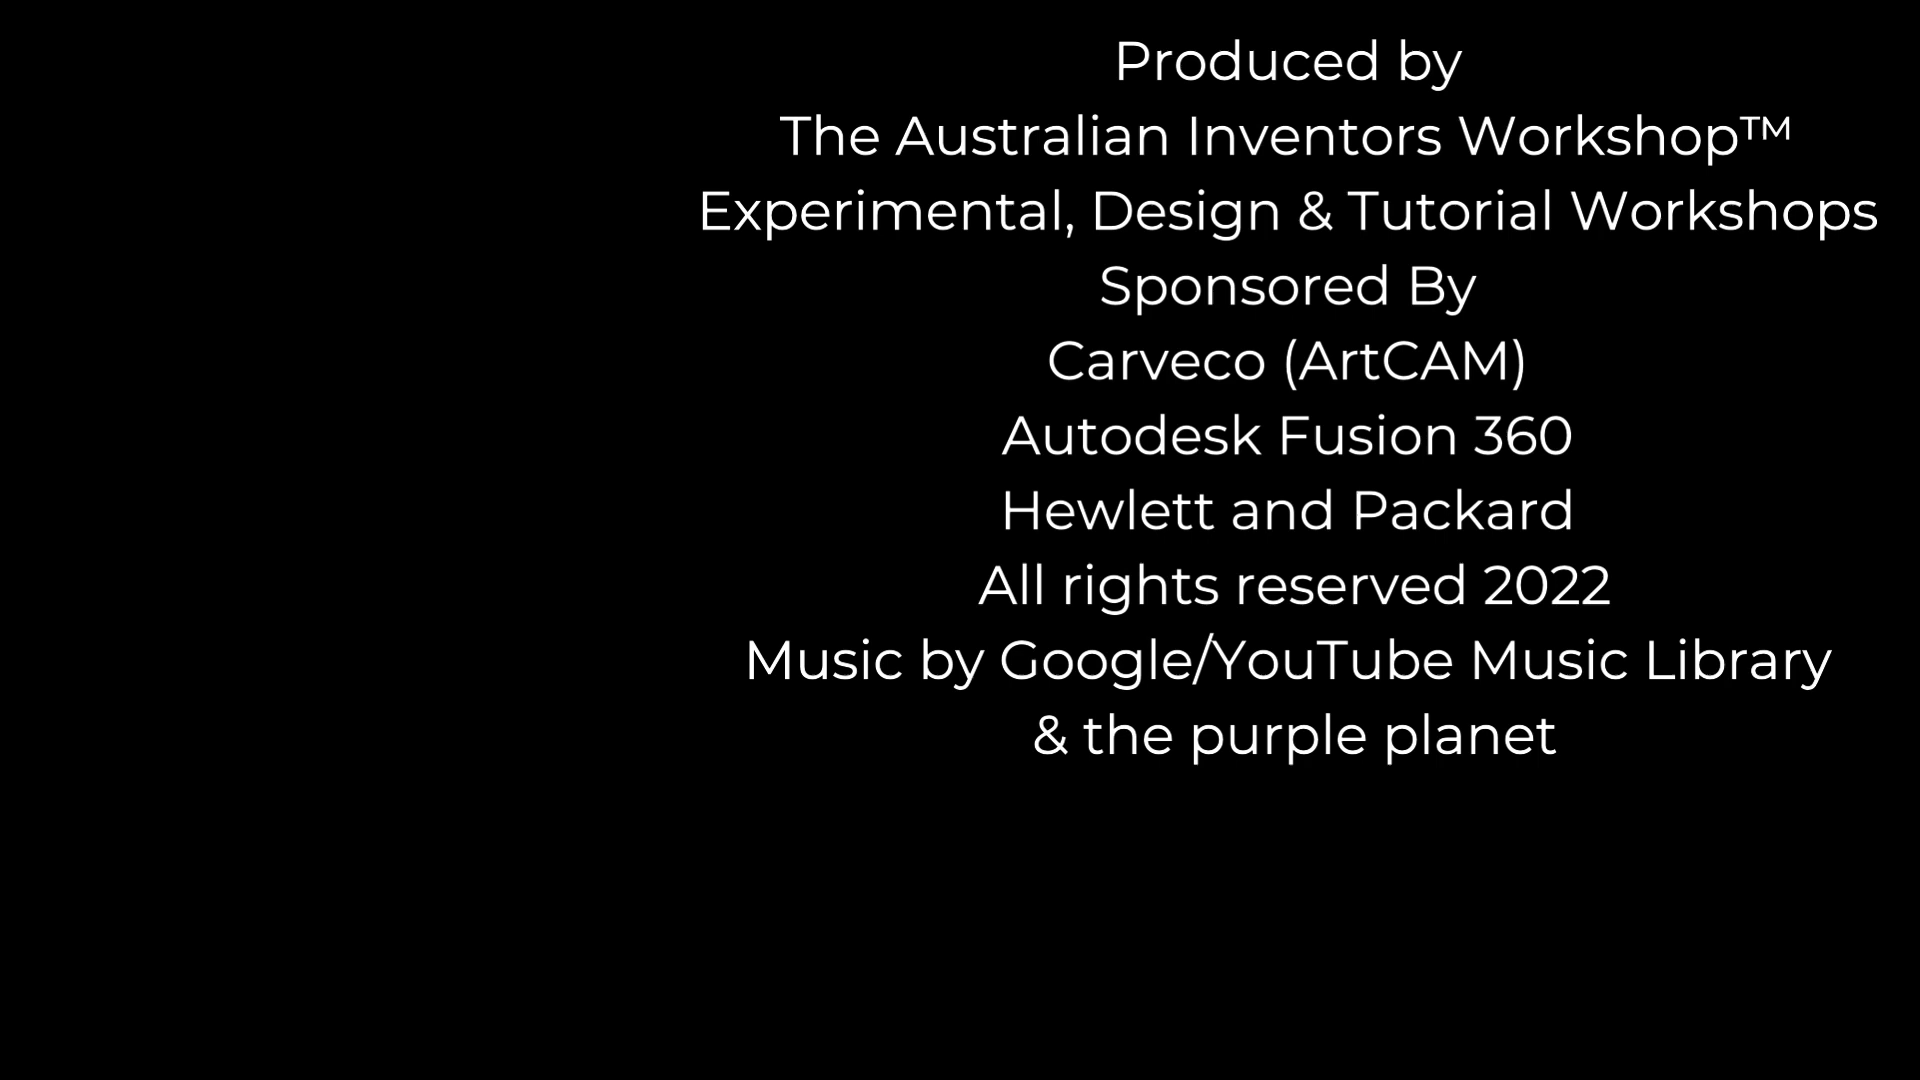 Produced by
The Australian Inventors Workshop™
Experimental, Design & Tutorial Workshops
Sponsored By
Carveco (ArtCAM)
Autodesk Fusion 360
Hewlett and Packard
All rights reserved 2022
Music by Google/YouTube Music Library
& the purple planet